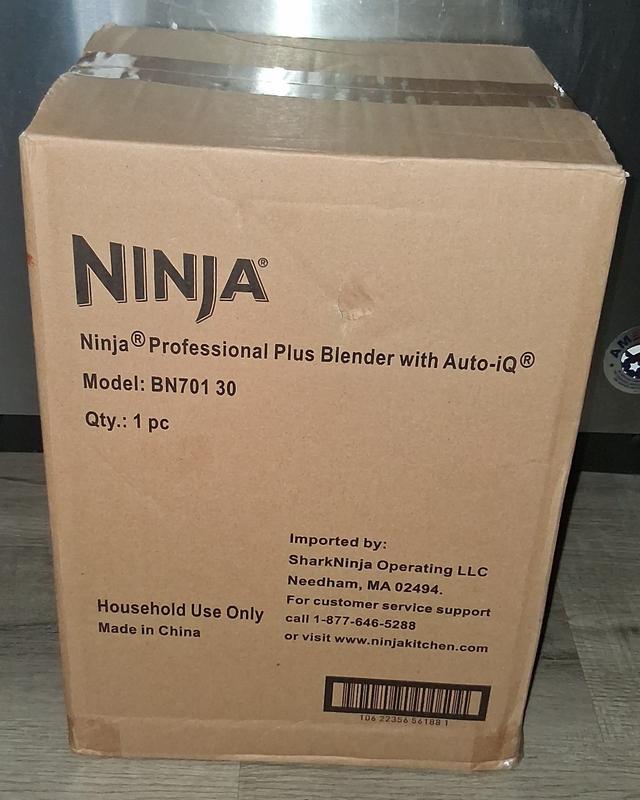 NINJA®
Ninja® Professional Plus Blender with Auto-iQ®
Model: BN701 30
Qty.: 1 pc
Imported by:
SharkNinja Operating LLC
Needham, MA 02494.
For customer service support
call 1-877-646-5288
or visit www.ninjakitchen.com
Household Use Only
Made in China
106 22356 56188 1